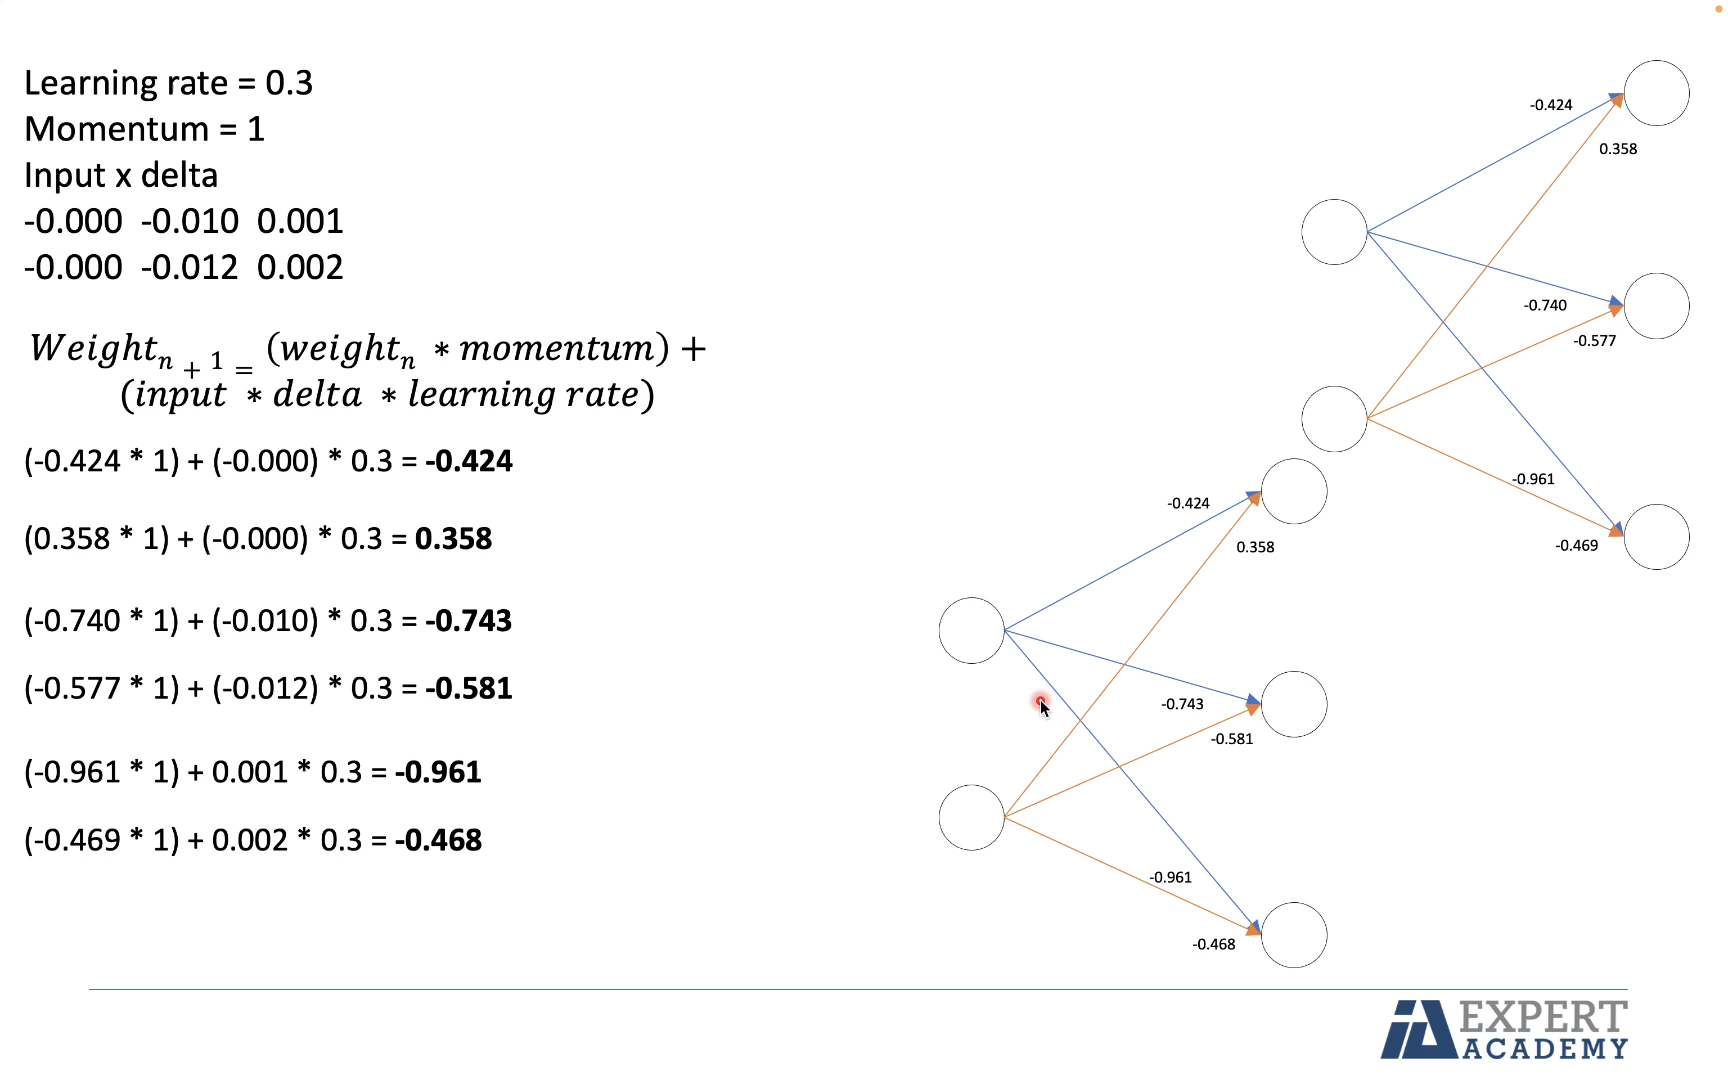 Learning rate = 0.3
Momentum = 1
Input x delta
-0.000 -0.010 0.001
-0.000 -0.012 0.002
Weightₙ ₊ ₁ ₌ (weightₙ * momentum) +
(input * delta * learning rate)
(-0.424 * 1) + (-0.000) * 0.3 = -0.424
(0.358 * 1) + (-0.000) * 0.3 = 0.358
(-0.740 * 1) + (-0.010) * 0.3 = -0.743
(-0.577 * 1) + (-0.012) * 0.3 = -0.581
(-0.961 * 1) + 0.001 * 0.3 = -0.961
(-0.469 * 1) + 0.002 * 0.3 = -0.468
-0.424
0.358
-0.740
-0.577
-0.961
-0.469
-0.424
0.358
-0.743
-0.581
-0.961
-0.468
IA EXPERT
ACADEMY